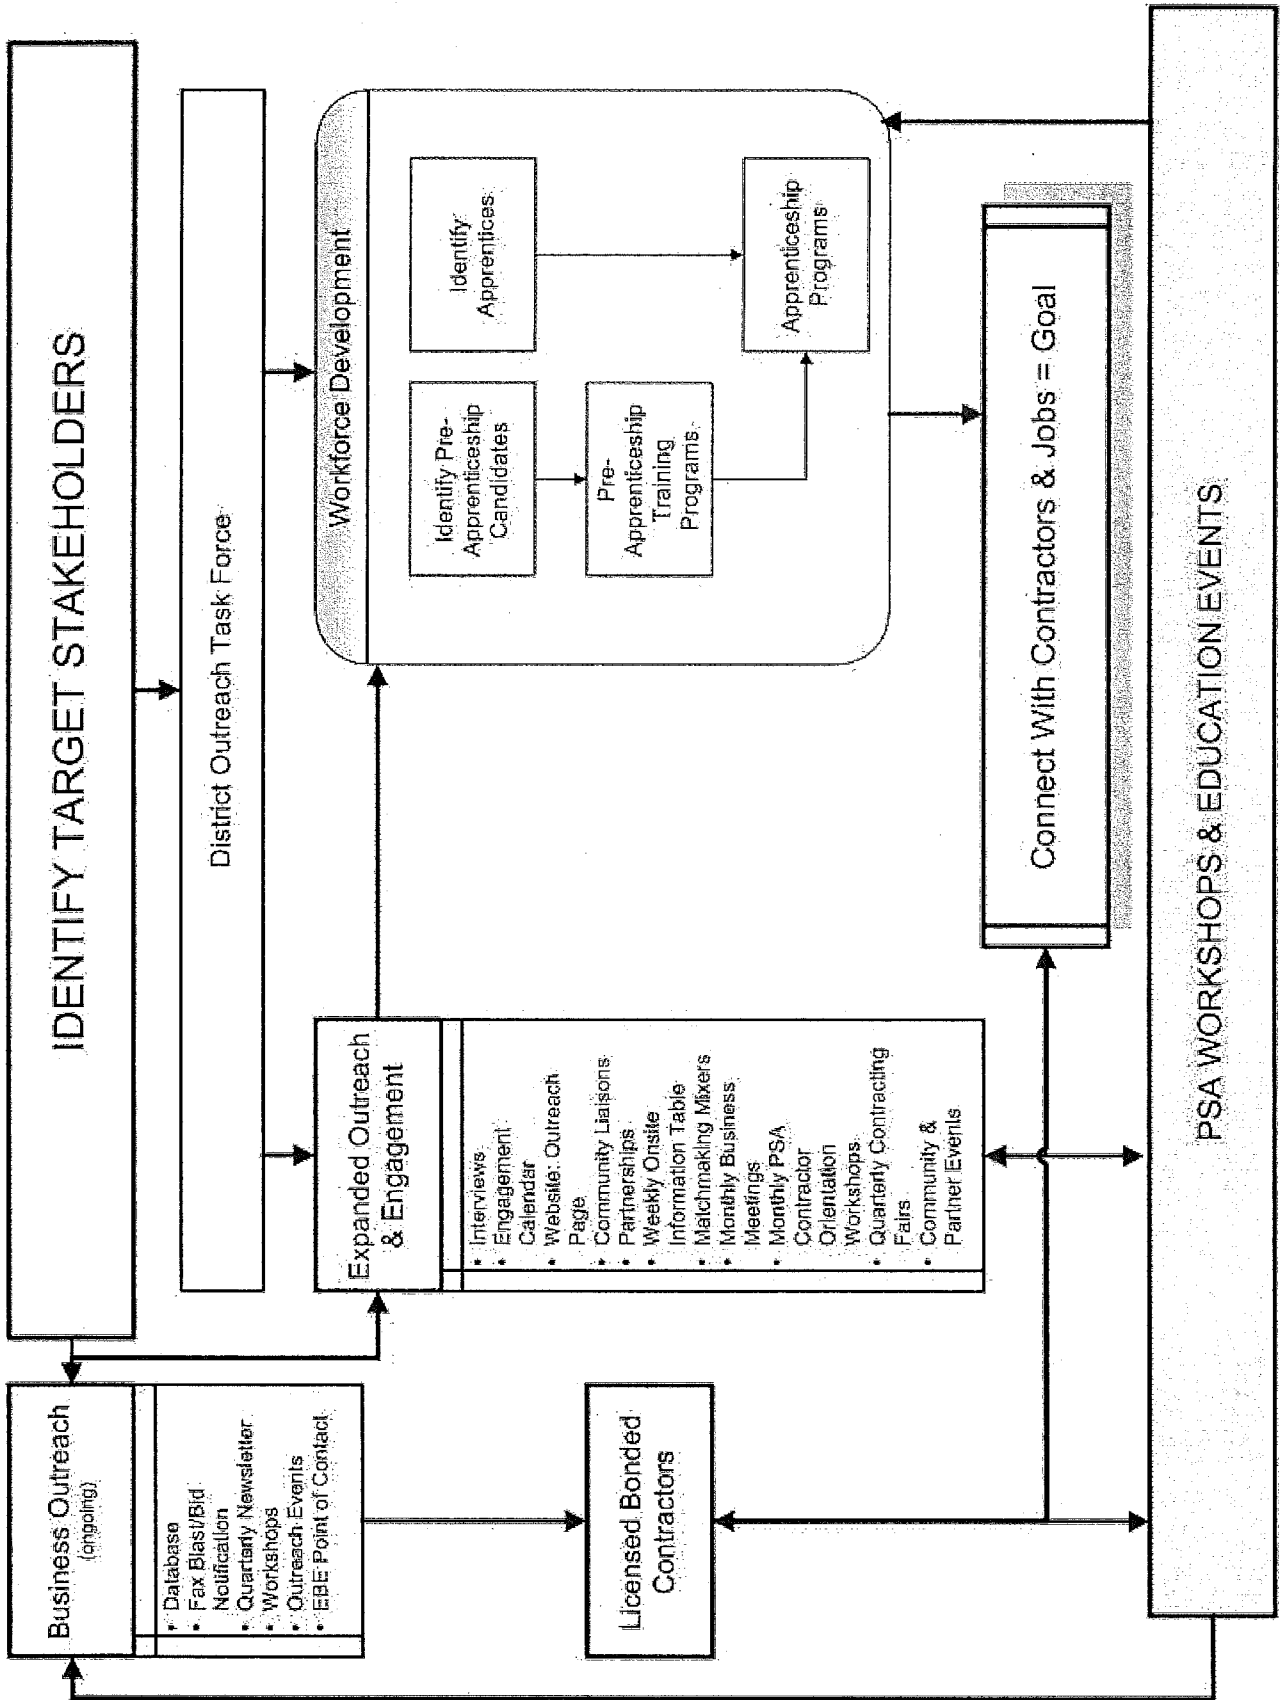 IDENTIFY TARGET STAKEHOLDERS
Business Outreach
(ongoing)
• Database
• Fax Blast/Bid
Notification
• Quarterly Newsletter
• Workshops
• Outreach Events
• EBE Point of Contact
District Outreach Task Force
Expanded Outreach
& Engagement
• Interviews
• Engagement
Calendar
• Website: Outreach
Page
• Community Liaisons
• Partnerships
• Weekly Onsite
Information Table
• Matchmaking Mixers
• Monthly Business
Meetings
• Monthly PSA
Contractor
Orientation
Workshops
• Quarterly Contracting
Fairs
• Community &
Partner Events
Workforce Development
Identify Pre-
Apprenticeship
Candidates
Identify
Apprentices
Pre-
Apprenticeship
Training
Programs
Apprenticeship
Programs
Licensed Bonded
Contractors
Connect With Contractors & Jobs = Goal
PSA WORKSHOPS & EDUCATION EVENTS